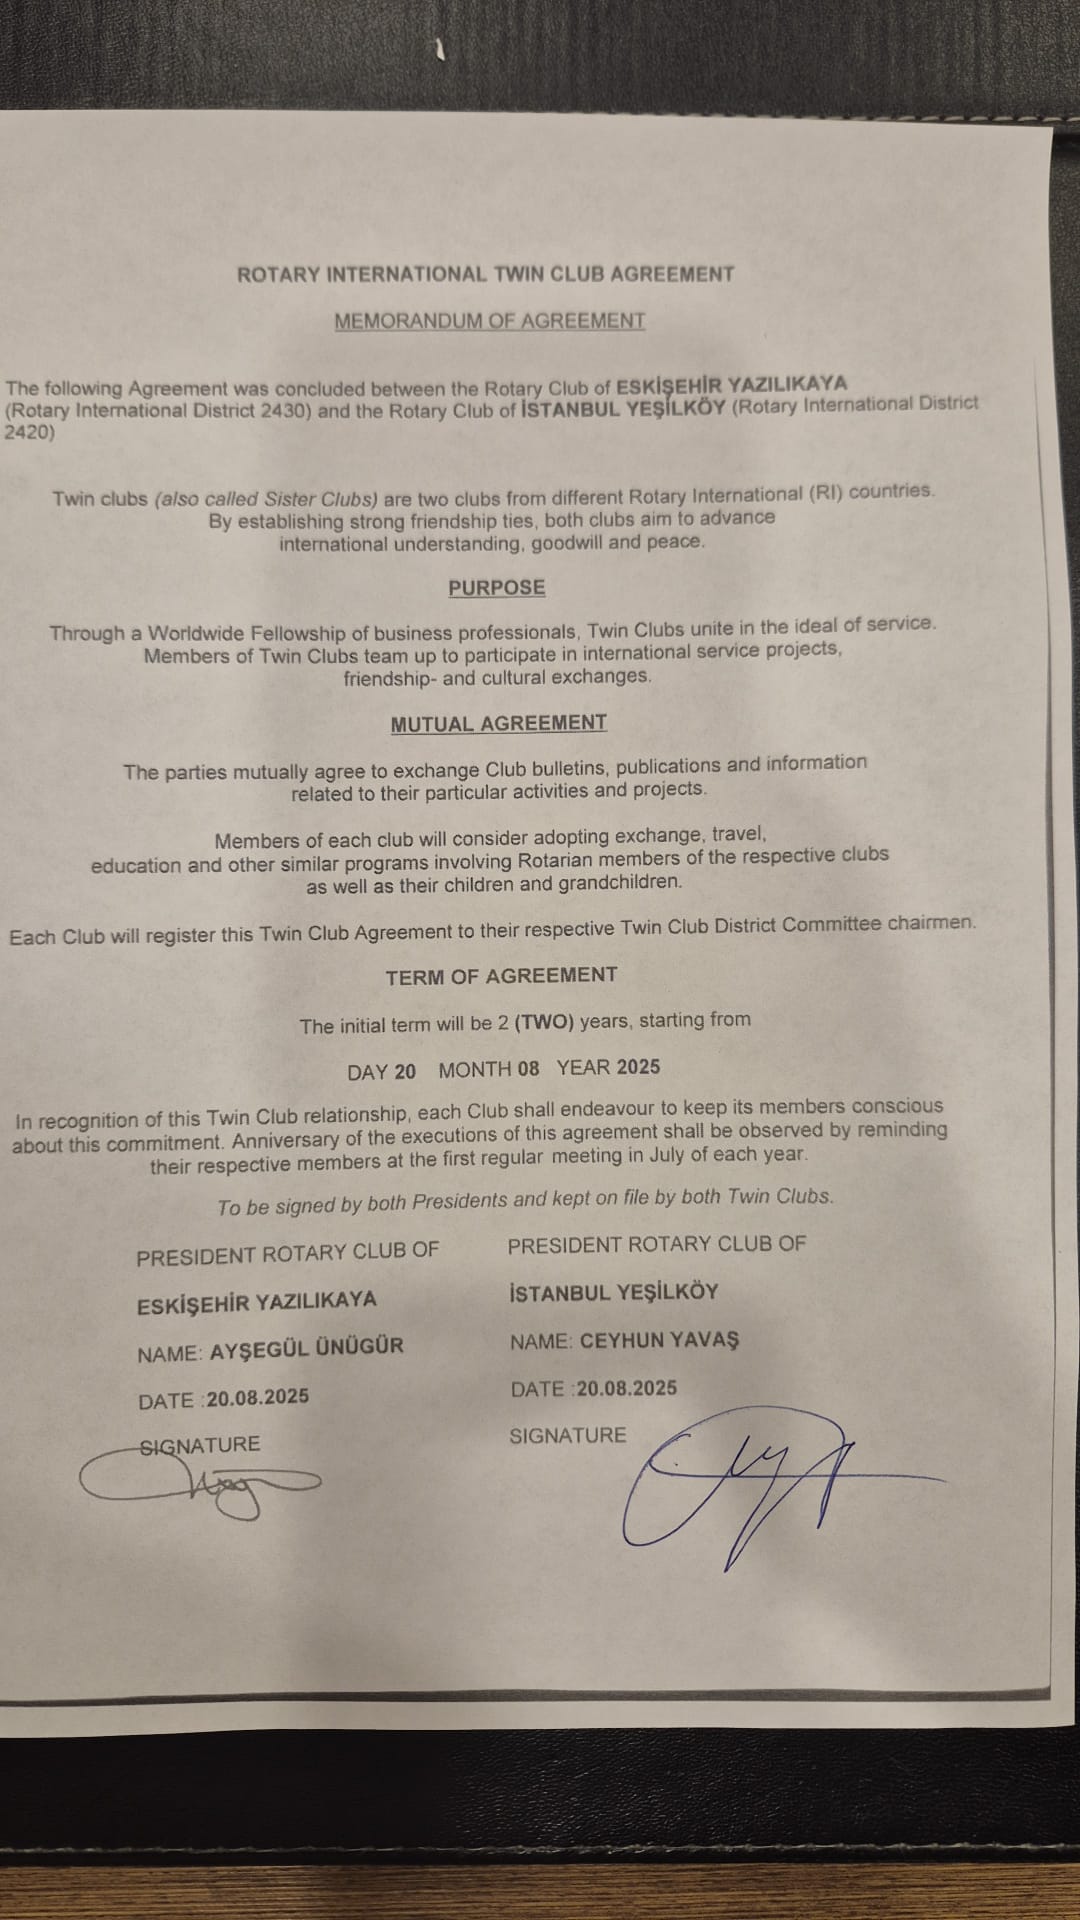 ROTARY INTERNATIONAL TWIN CLUB AGREEMENT
MEMORANDUM OF AGREEMENT
The following Agreement was concluded between the Rotary Club of ESKİŞEHİR YAZILIKAYA
(Rotary International District 2430) and the Rotary Club of İSTANBUL YEŞİLKÖY (Rotary International District
2420)
Twin clubs (also called Sister Clubs) are two clubs from different Rotary International (RI) countries.
By establishing strong friendship ties, both clubs aim to advance
international understanding, goodwill and peace.
PURPOSE
Through a Worldwide Fellowship of business professionals, Twin Clubs unite in the ideal of service.
Members of Twin Clubs team up to participate in international service projects,
friendship- and cultural exchanges.
MUTUAL AGREEMENT
The parties mutually agree to exchange Club bulletins, publications and information
related to their particular activities and projects.
Members of each club will consider adopting exchange, travel,
education and other similar programs involving Rotarian members of the respective clubs
as well as their children and grandchildren.
Each Club will register this Twin Club Agreement to their respective Twin Club District Committee chairmen.
TERM OF AGREEMENT
The initial term will be 2 (TWO) years, starting from
DAY 20 MONTH 08 YEAR 2025
In recognition of this Twin Club relationship, each Club shall endeavour to keep its members conscious
about this commitment. Anniversary of the executions of this agreement shall be observed by reminding
their respective members at the first regular meeting in July of each year.
To be signed by both Presidents and kept on file by both Twin Clubs.
PRESIDENT ROTARY CLUB OF
ESKİŞEHİR YAZILIKAYA
NAME: AYŞEGÜL ÜNÜGÜR
DATE :20.08.2025
SIGNATURE
PRESIDENT ROTARY CLUB OF
İSTANBUL YEŞİLKÖY
NAME: CEYHUN YAVAŞ
DATE :20.08.2025
SIGNATURE